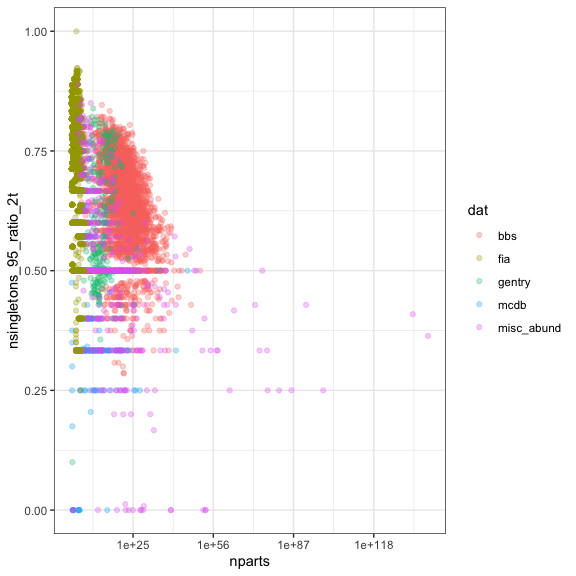 1.00
0.75
0.50
0.25
0.00
nsingletons_95_ratio_2t
1e+25
1e+56
1e+87
1e+118
nparts
dat
bbs
fia
gentry
mcdb
misc_abund